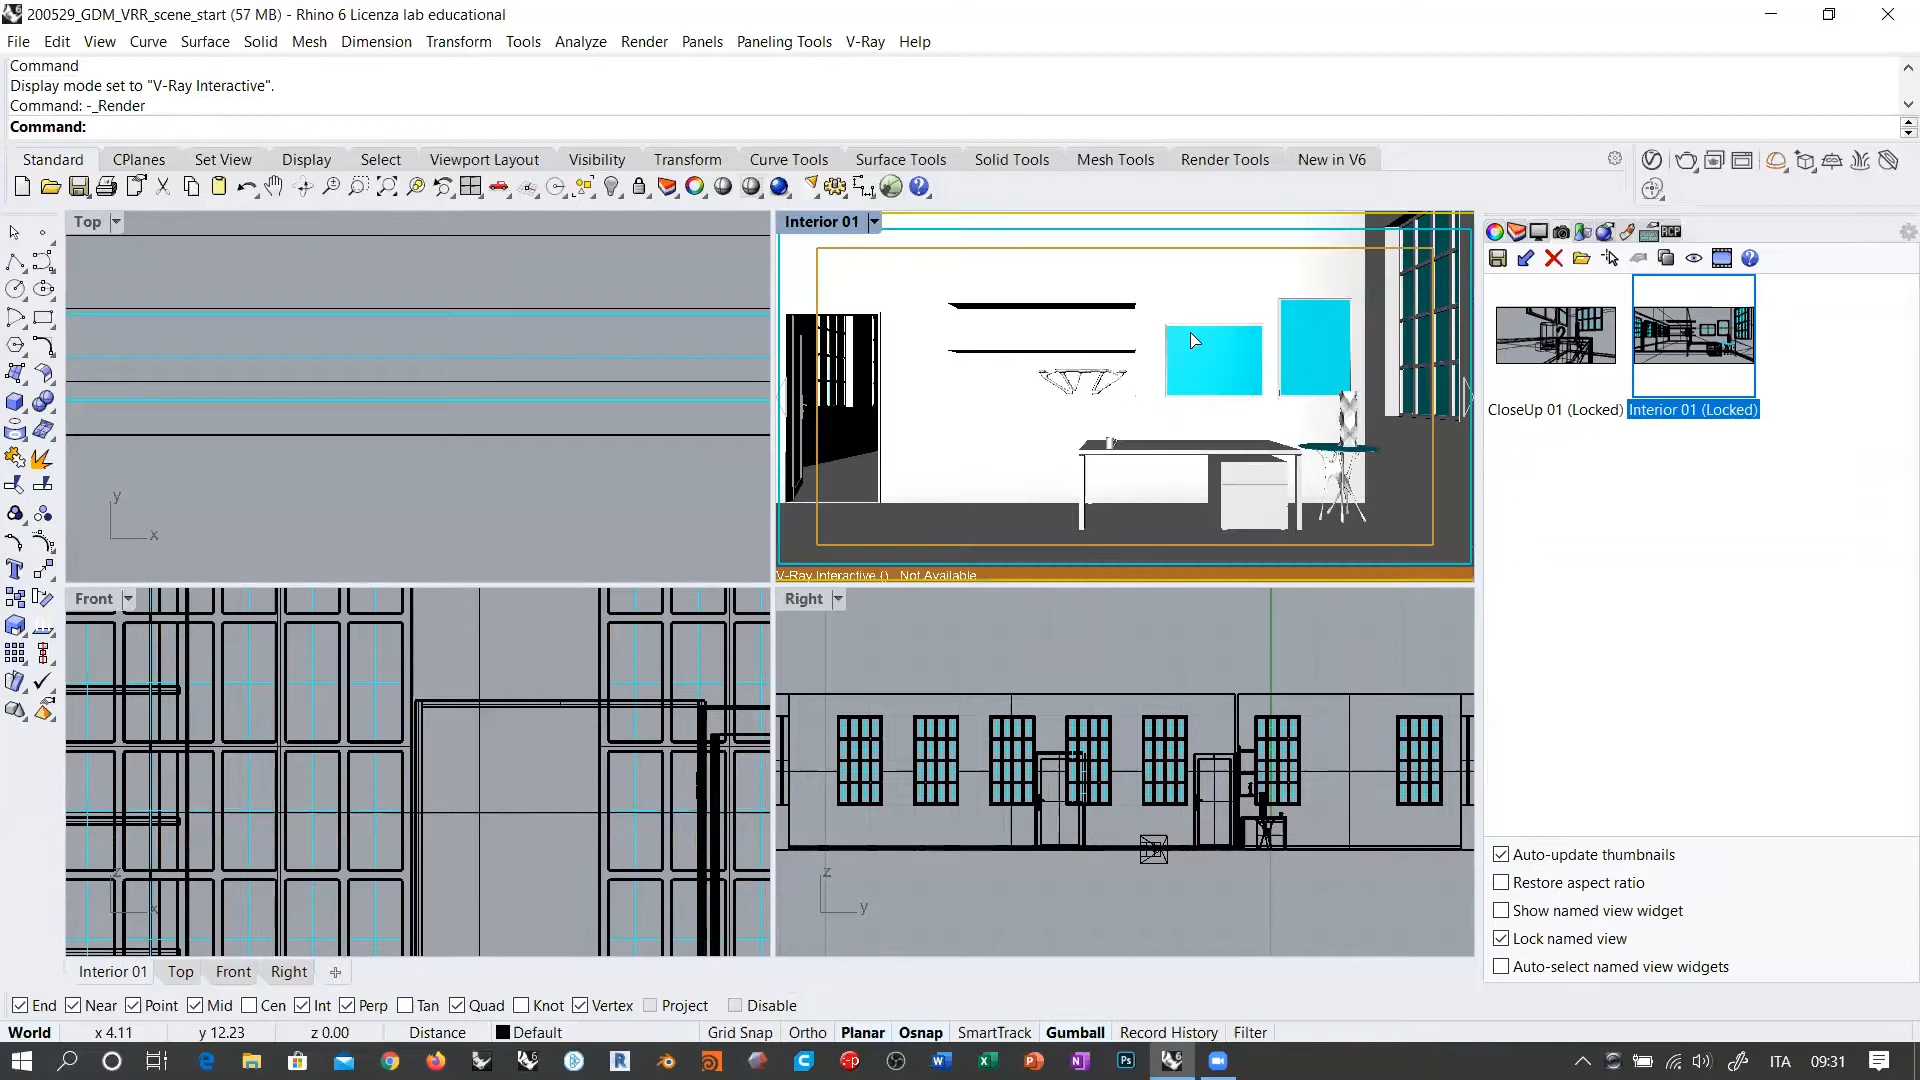 200529_GDM_VRR_scene_start (57 MB) - Rhino 6 Licenza lab educational
File Edit View Curve Surface Solid Mesh Dimension Transform Tools Analyze Render Panels Paneling Tools V-Ray Help
Command
Display mode set to "V-Ray Interactive".
Command: -_Render
Command:
Standard CPlanes Set View Display Select Viewport Layout Visibility Transform Curve Tools Surface Tools Solid Tools Mesh Tools Render Tools New in V6
Top
Interior 01
RCP
y
x
V-Ray Interactive () Not Available
CloseUp 01 (Locked) Interior 01 (Locked)
Front
Right
z
x
z
y
Auto-update thumbnails
Restore aspect ratio
Show named view widget
Lock named view
Auto-select named view widgets
Interior 01 Top Front Right
End Near Point Mid Cen Int Perp Tan Quad Knot Vertex Project Disable
World x 4.11 y 12.23 z 0.00 Distance Default Grid Snap Ortho Planar Osnap SmartTrack Gumball Record History Filter
ITA 09:31